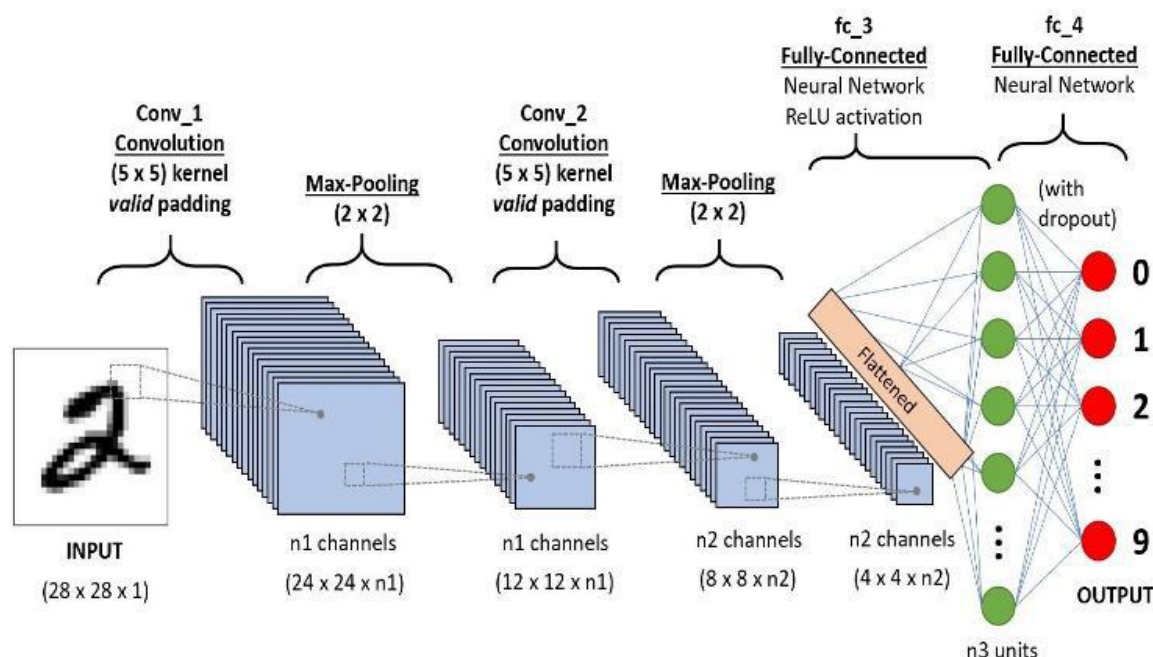 fc_3
Fully-Connected
Neural Network
ReLU activation
fc_4
Fully-Connected
Neural Network
Conv_1
Convolution
(5 x 5) kernel
valid padding
Max-Pooling
(2 x 2)
Conv_2
Convolution
(5 x 5) kernel
valid padding
Max-Pooling
(2 x 2)
(with
dropout)
Flattened
0
1
2
9
INPUT
(28 x 28 x 1)
n1 channels
(24 x 24 x n1)
n1 channels
(12 x 12 x n1)
n2 channels
(8 x 8 x n2)
n2 channels
(4 x 4 x n2)
OUTPUT
n3 units